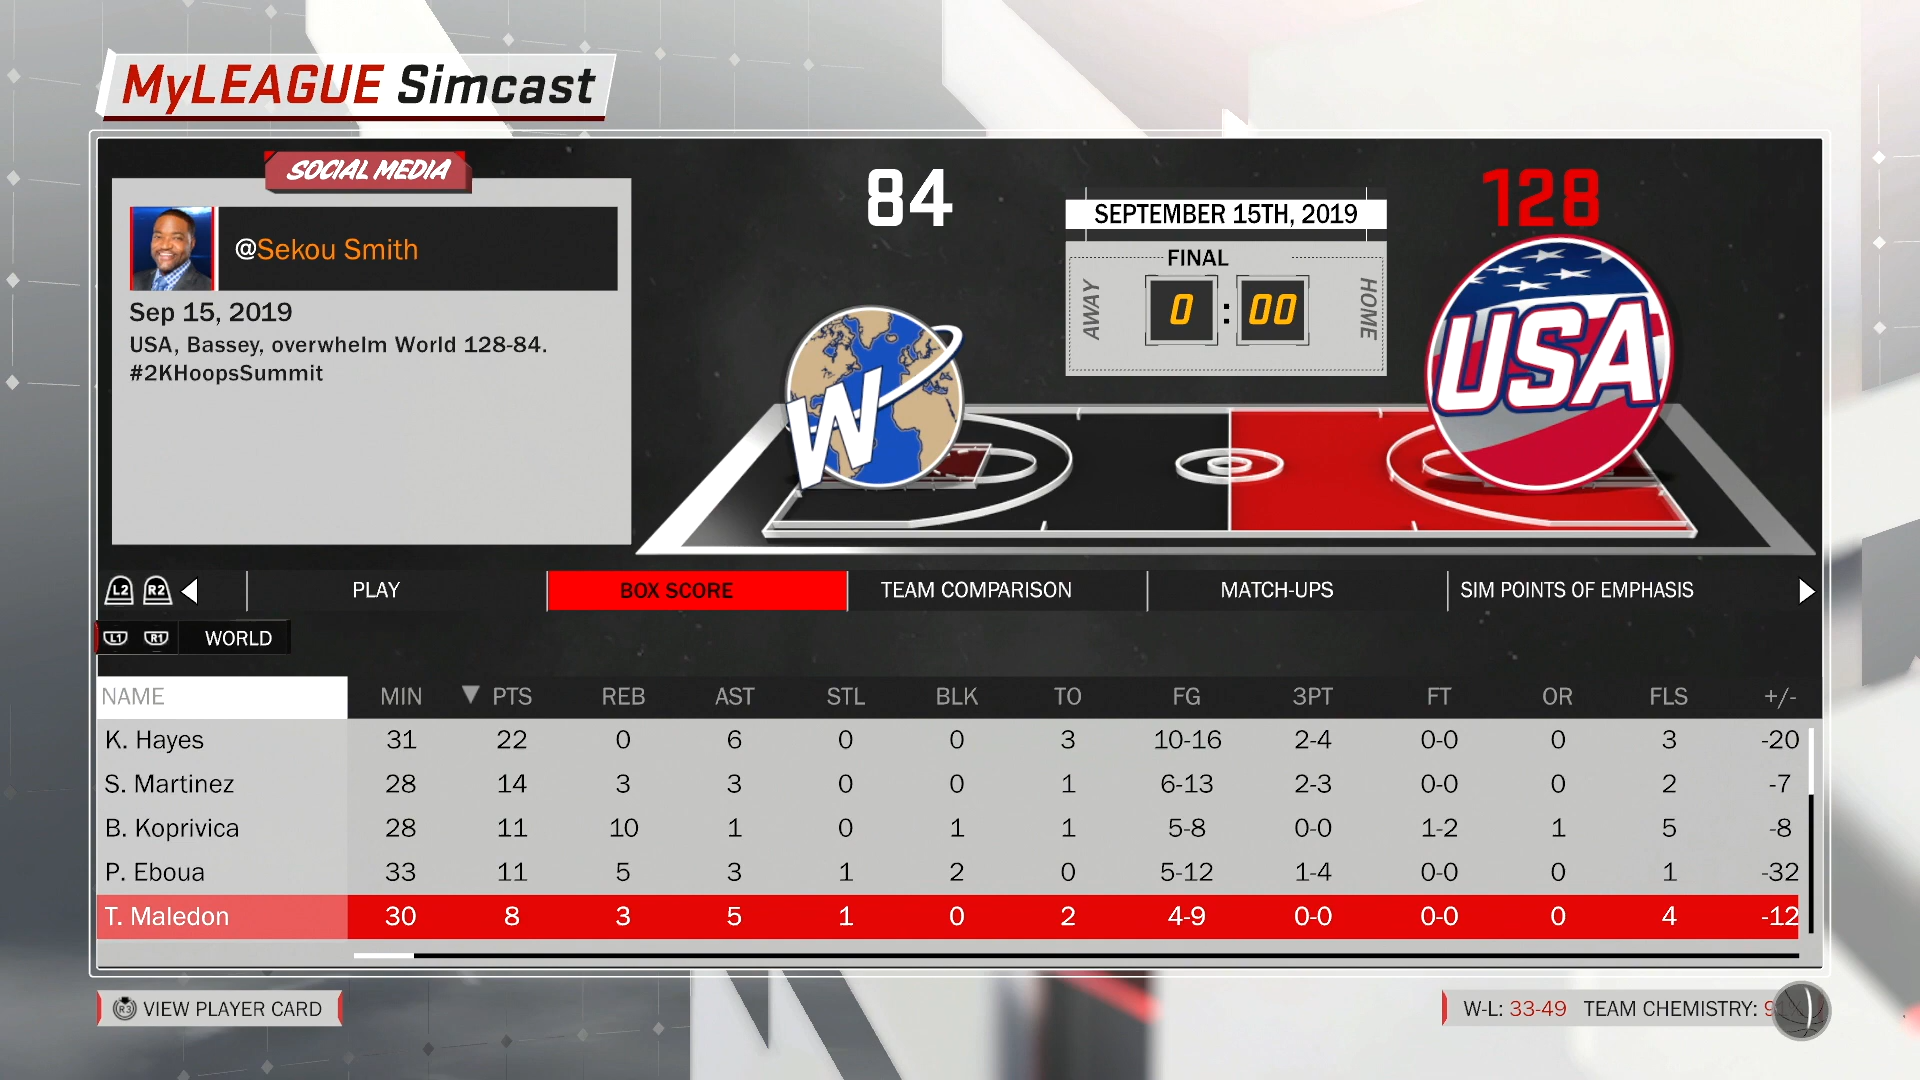 MyLEAGUE Simcast
SOCIAL MEDIA
@Sekou Smith
Sep 15, 2019
USA, Bassey, overwhelm World 128-84.
#2KHoopsSummit
84
SEPTEMBER 15TH, 2019
128
FINAL
AWAY
0 : 00
HOME
W
USA
L2 R2 PLAY BOX SCORE TEAM COMPARISON MATCH-UPS SIM POINTS OF EMPHASIS
L1 R1 WORLD
NAME MIN PTS REB AST STL BLK TO FG 3PT FT OR FLS +/-
K. Hayes 31 22 0 6 0 0 3 10-16 2-4 0-0 0 3 -20
S. Martinez 28 14 3 3 0 0 1 6-13 2-3 0-0 0 2 -7
B. Koprivica 28 11 10 1 0 1 1 5-8 0-0 1-2 1 5 -8
P. Eboua 33 11 5 3 1 2 0 5-12 1-4 0-0 0 1 -32
T. Maledon 30 8 3 5 1 0 2 4-9 0-0 0-0 0 4 -12
R3 VIEW PLAYER CARD
W-L: 33-49 TEAM CHEMISTRY: